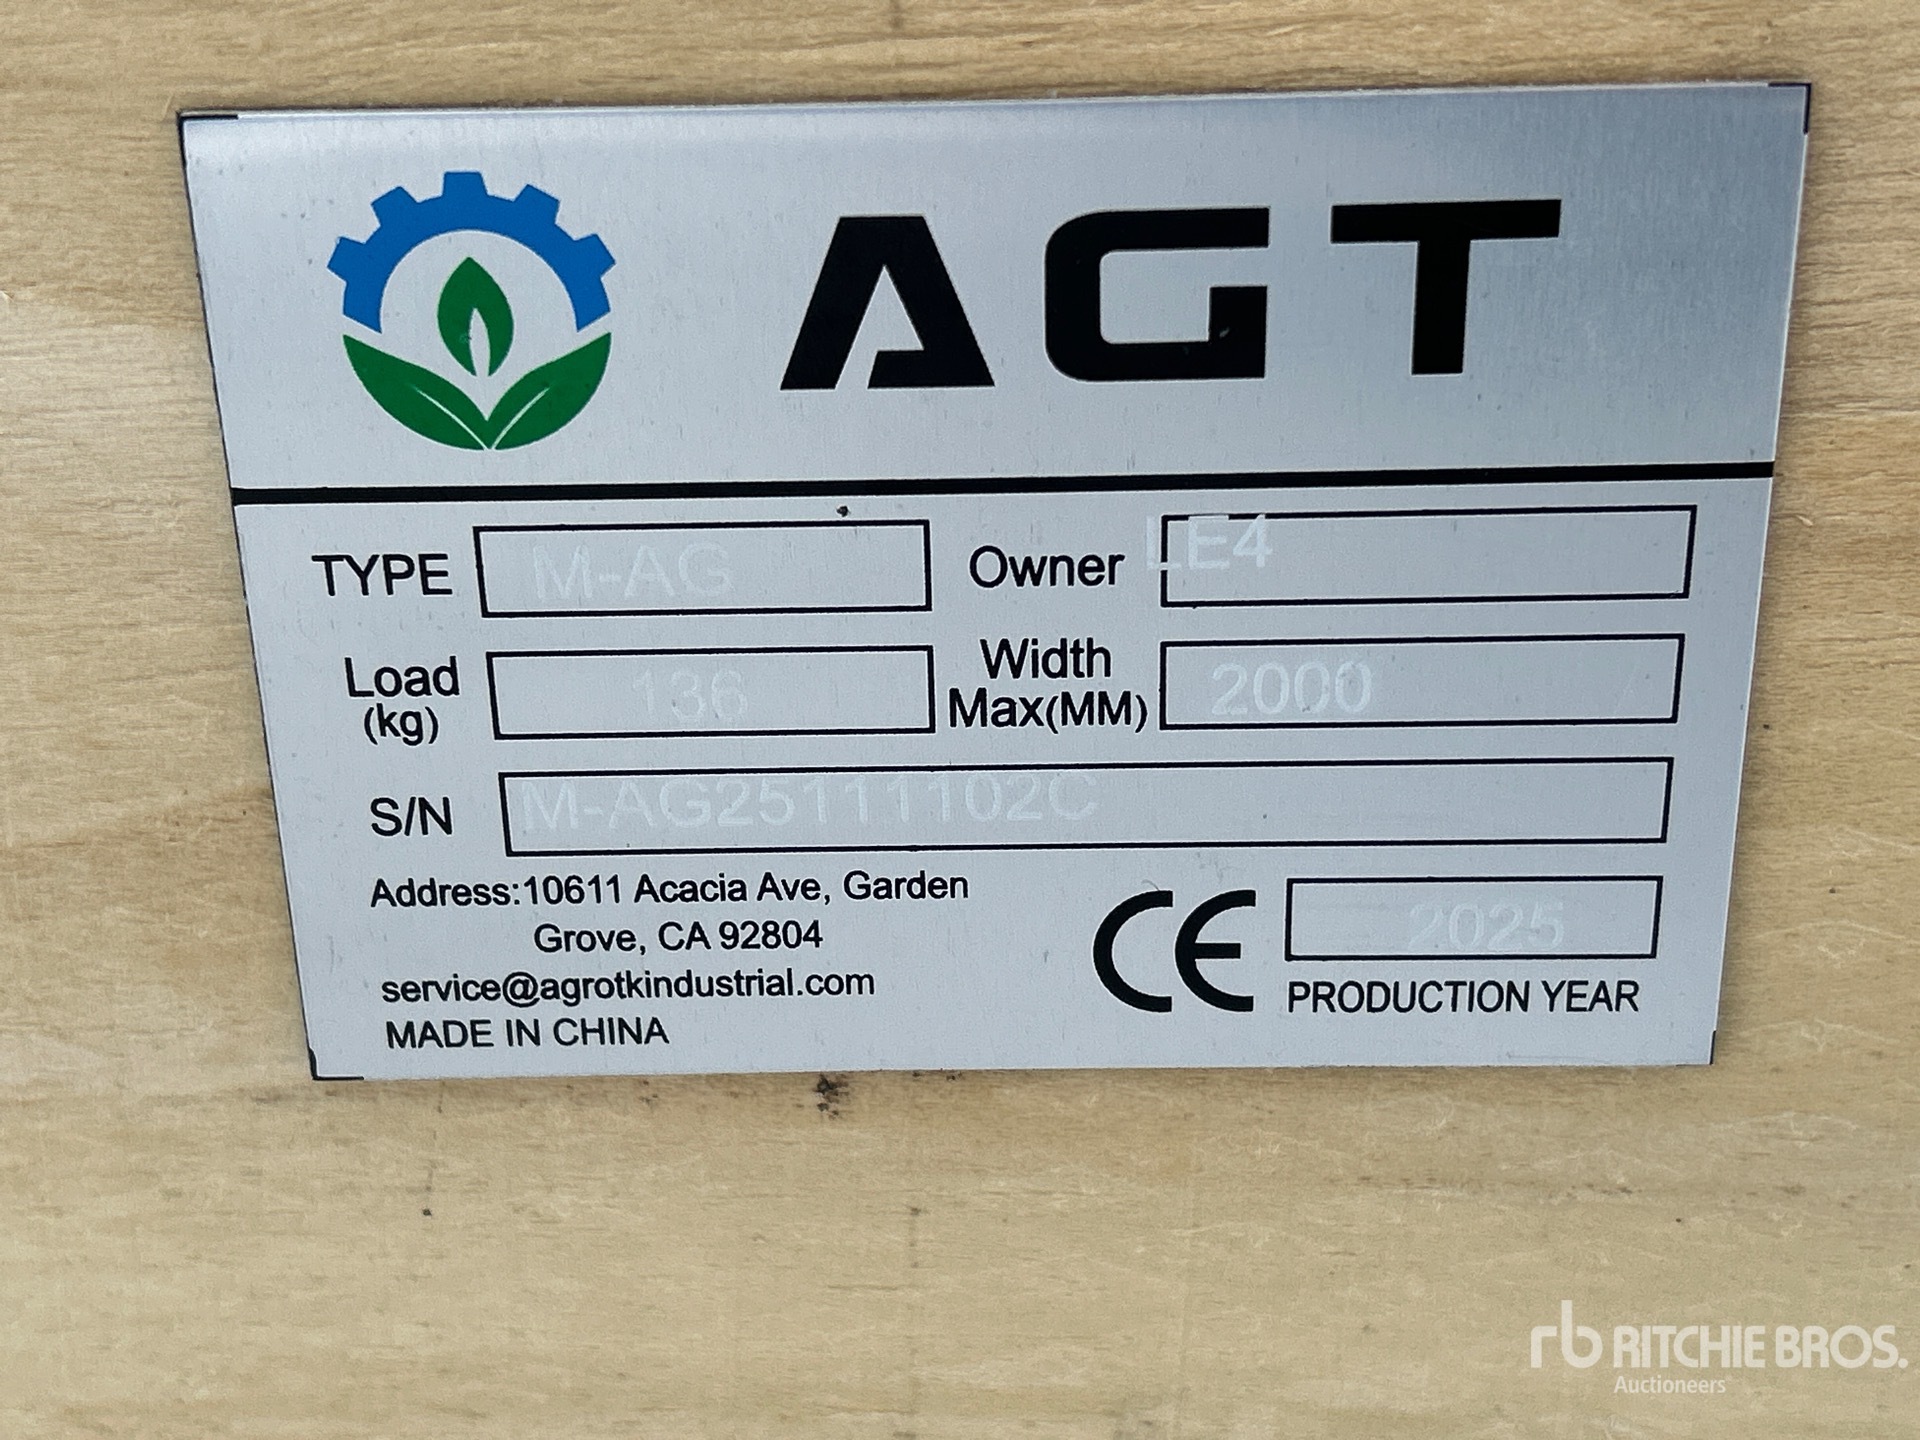 AGT
TYPE M-AG Owner LE4
Load (kg) 136 Width Max(MM) 2000
S/N M-AG25111102C
Address:10611 Acacia Ave, Garden
Grove, CA 92804
service@agrotkindustrial.com
MADE IN CHINA
CE 2025
PRODUCTION YEAR
rb RITCHIE BROS.
Auctioneers